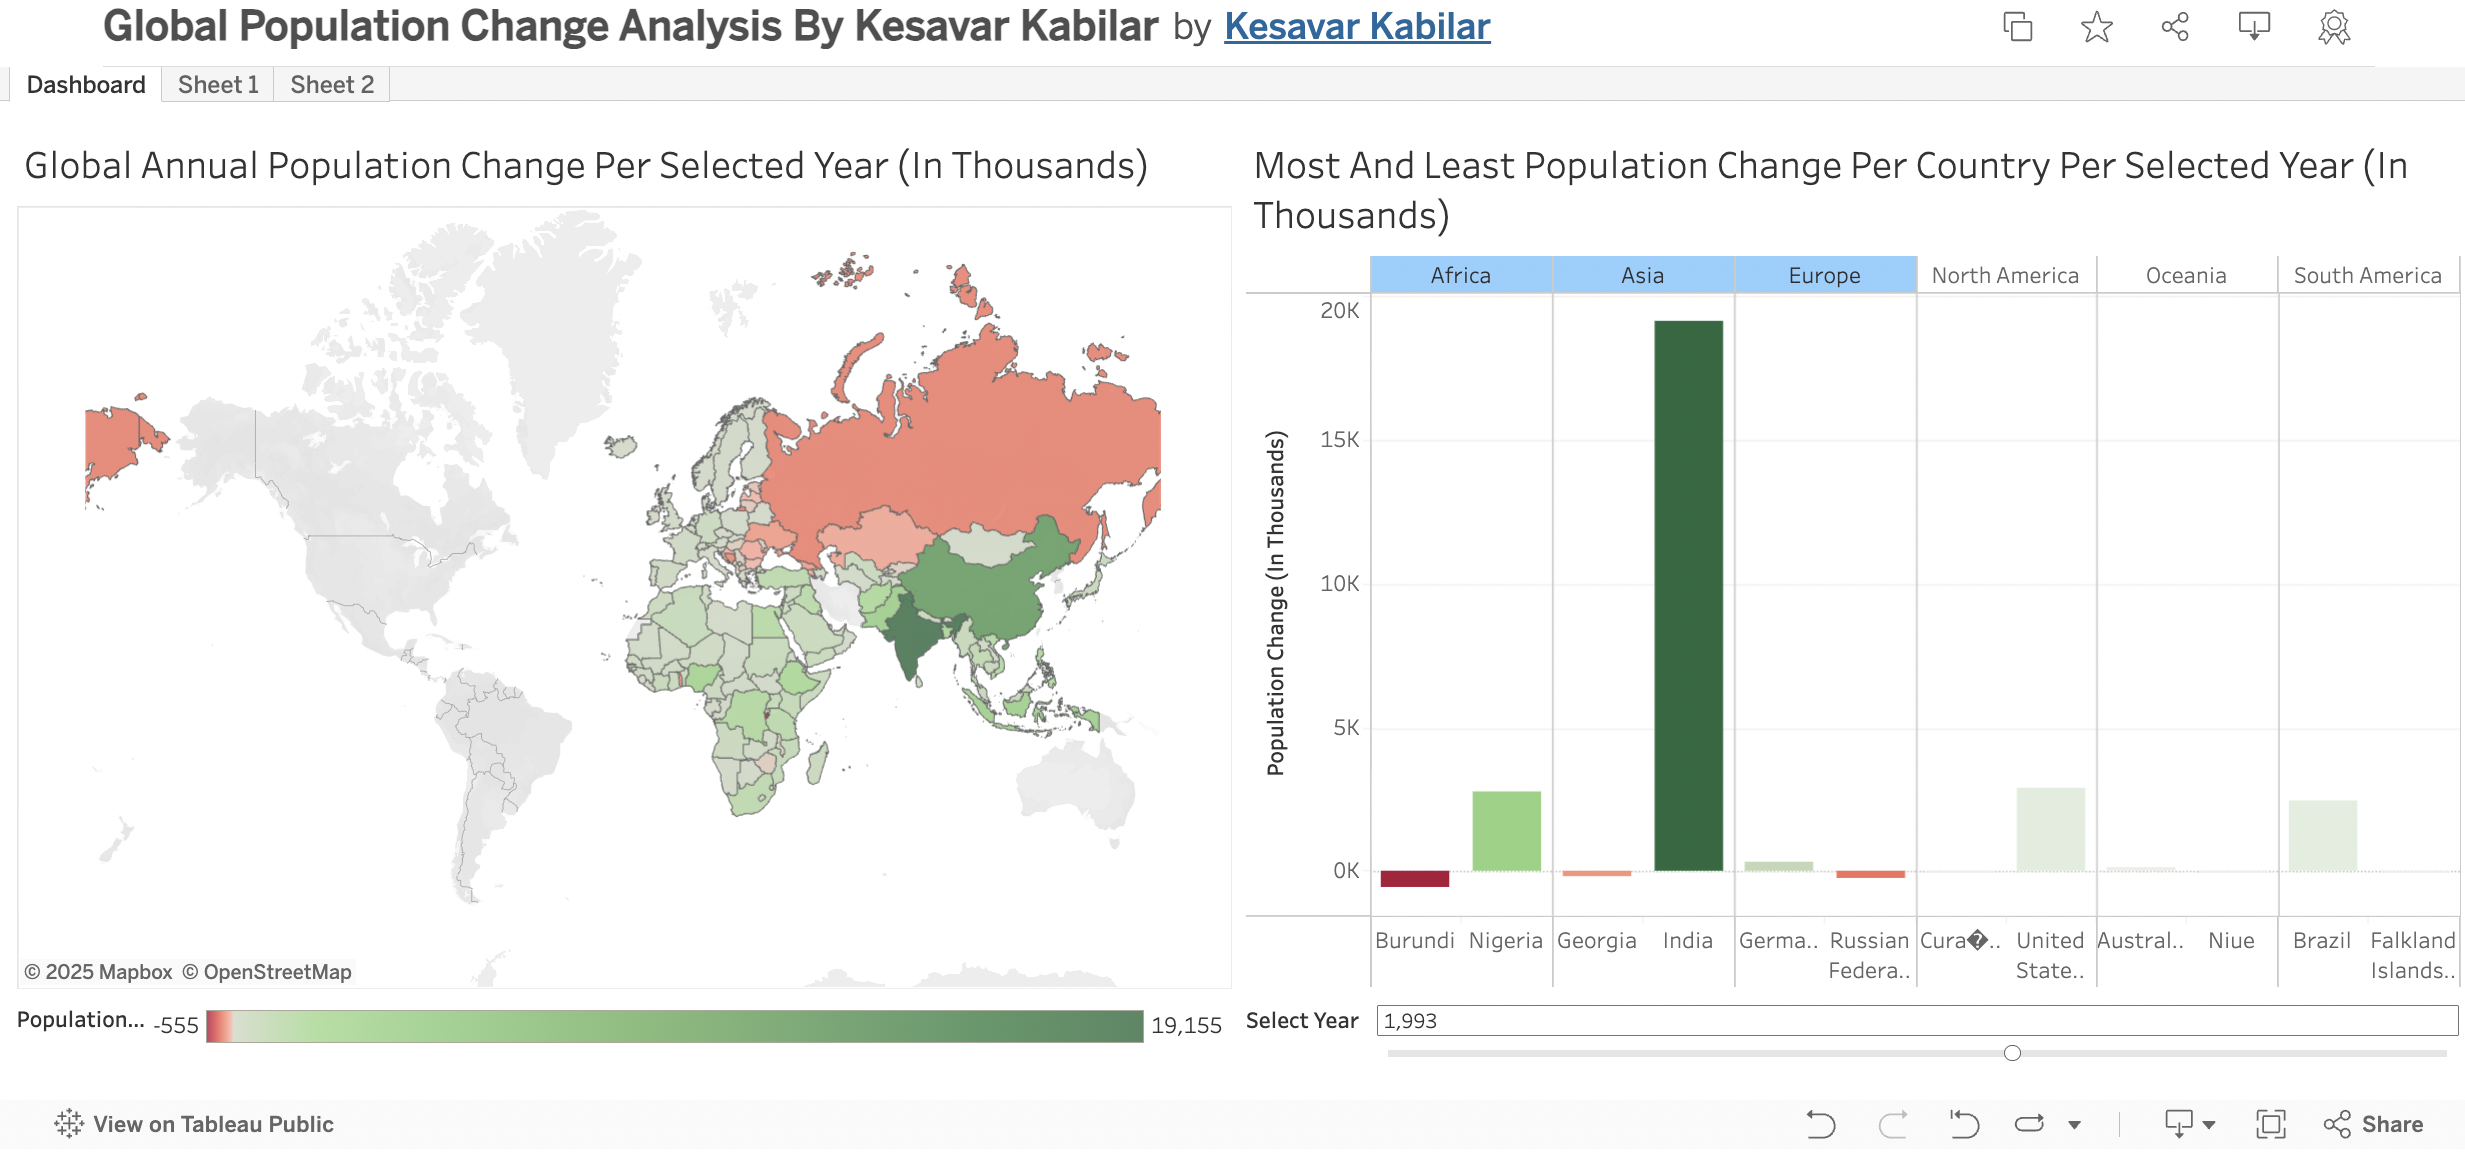 Global Population Change Analysis By Kesavar Kabilar by Kesavar Kabilar
Dashboard Sheet 1 Sheet 2
Global Annual Population Change Per Selected Year (In Thousands)
© 2025 Mapbox © OpenStreetMap
Population... -555 19,155
Most And Least Population Change Per Country Per Selected Year (In
Thousands)
Africa Asia Europe North America Oceania South America
Population Change (In Thousands)
20K
15K
10K
5K
0K
Burundi Nigeria Georgia India Germa.. Russian Federa.. Cura�.. United State.. Austral.. Niue Brazil Falkland Islands..
Select Year 1,993
View on Tableau Public
Share